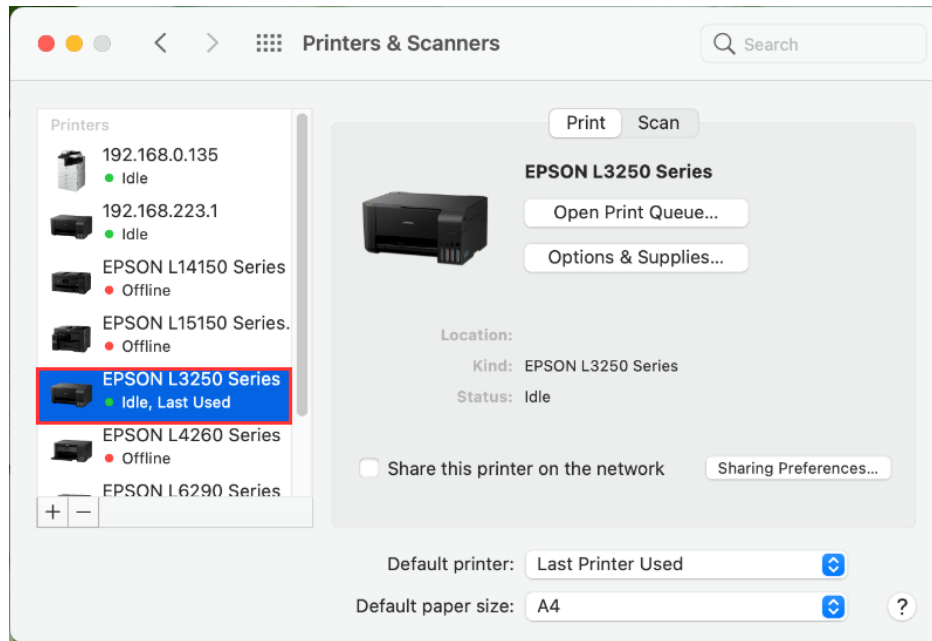 Printers & Scanners
Search
Printers
192.168.0.135
Idle
192.168.223.1
Idle
EPSON L14150 Series
Offline
EPSON L15150 Series.
Offline
EPSON L3250 Series
Idle, Last Used
EPSON L4260 Series
Offline
EPSON L6290 Series
+ −
Print Scan
EPSON L3250 Series
Open Print Queue...
Options & Supplies...
Location:
Kind: EPSON L3250 Series
Status: Idle
Share this printer on the network Sharing Preferences...
Default printer: Last Printer Used
Default paper size: A4
?